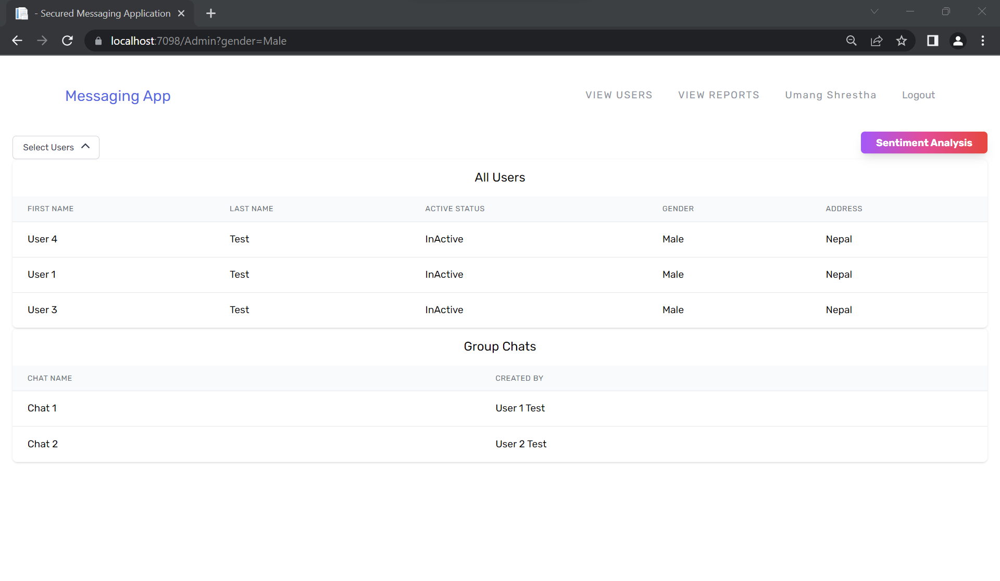 - Secured Messaging Application
localhost:7098/Admin?gender=Male
Messaging App VIEW USERS VIEW REPORTS Umang Shrestha Logout
Select Users Sentiment Analysis
All Users
FIRST NAME LAST NAME ACTIVE STATUS GENDER ADDRESS
User 4 Test InActive Male Nepal
User 1 Test InActive Male Nepal
User 3 Test InActive Male Nepal
Group Chats
CHAT NAME CREATED BY
Chat 1 User 1 Test
Chat 2 User 2 Test